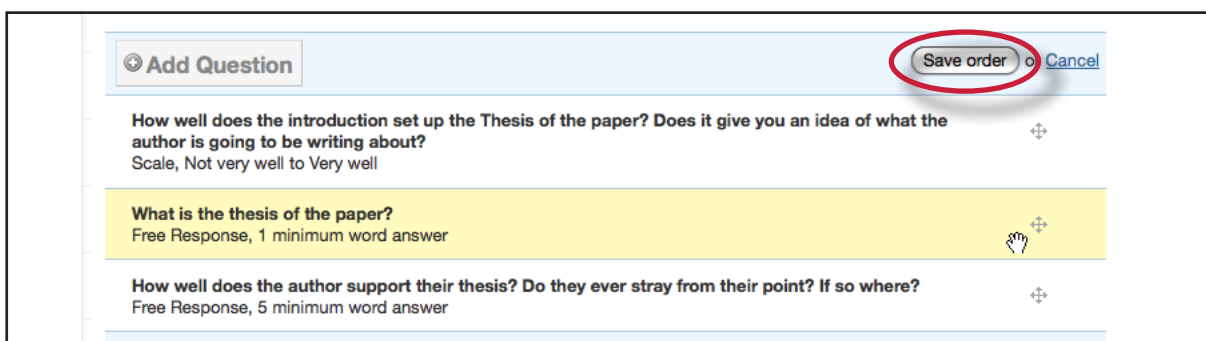 Add Question
Save order or Cancel
How well does the introduction set up the Thesis of the paper? Does it give you an idea of what the
author is going to be writing about?
Scale, Not very well to Very well
What is the thesis of the paper?
Free Response, 1 minimum word answer
How well does the author support their thesis? Do they ever stray from their point? If so where?
Free Response, 5 minimum word answer